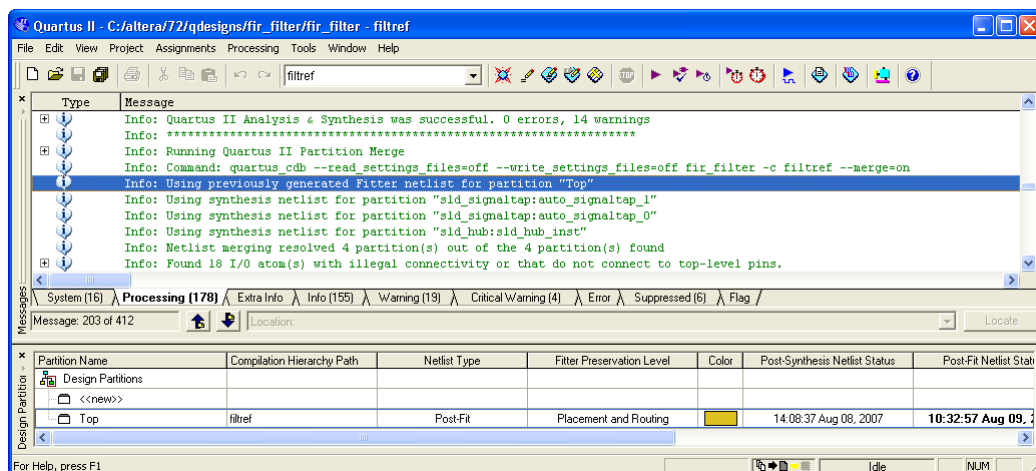 Quartus II - C:/altera/72/qdesigns/fir_filter/fir_filter - filtref
File Edit View Project Assignments Processing Tools Window Help
filtref
Type Message
Info: Quartus II Analysis & Synthesis was successful. 0 errors, 14 warnings
Info: *******************************************************************
Info: Running Quartus II Partition Merge
Info: Command: quartus_cdb --read_settings_files=off --write_settings_files=off fir_filter -c filtref --merge=on
Info: Using previously generated Fitter netlist for partition "Top"
Info: Using synthesis netlist for partition "sld_signaltap:auto_signaltap_1"
Info: Using synthesis netlist for partition "sld_signaltap:auto_signaltap_0"
Info: Using synthesis netlist for partition "sld_hub:sld_hub_inst"
Info: Netlist merging resolved 4 partition(s) out of the 4 partition(s) found
Info: Found 18 I/O atom(s) with illegal connectivity or that do not connect to top-level pins.
System (16) Processing (178) Extra Info Info (155) Warning (19) Critical Warning (4) Error Suppressed (6) Flag
Messages
Message: 203 of 412 Location: Locate
Partition Name Compilation Hierarchy Path Netlist Type Fitter Preservation Level Color Post-Synthesis Netlist Status Post-Fit Netlist Statu
Design Partitions
<<new>>
Top filtref Post-Fit Placement and Routing 14:08:37 Aug 08, 2007 10:32:57 Aug 09, 2
Design Partition
For Help, press F1 Idle NUM